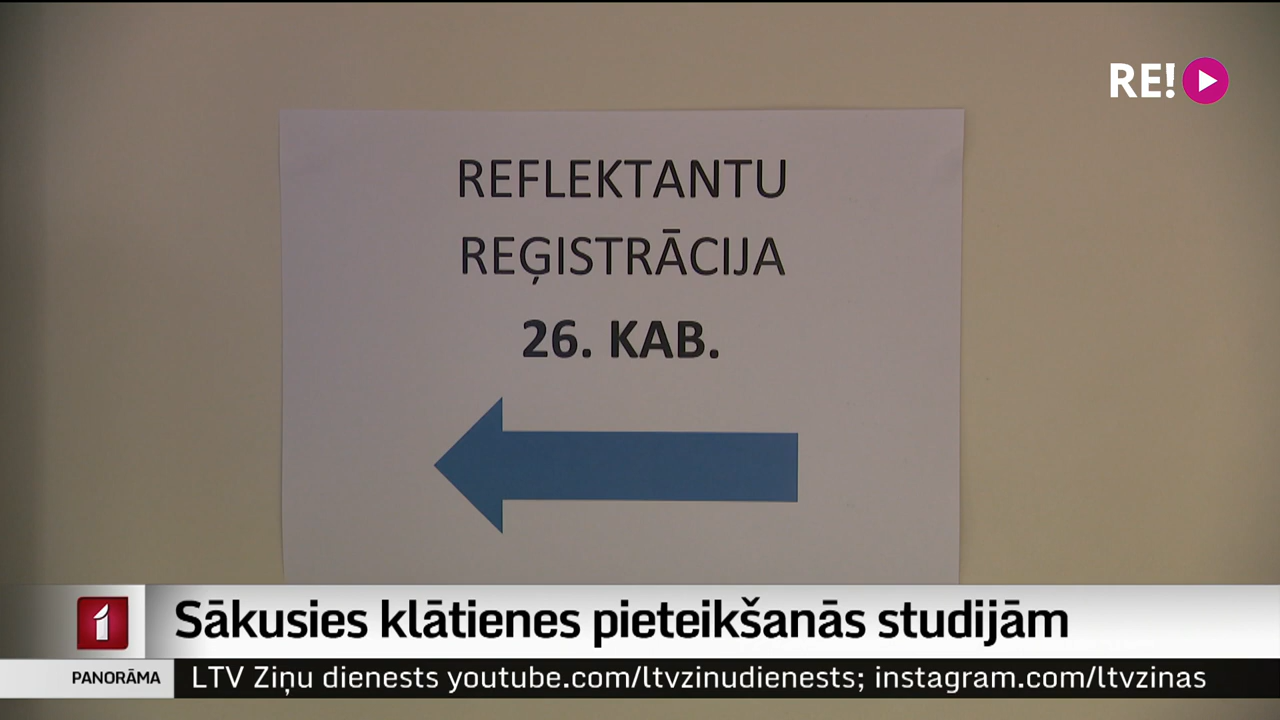 RE!
REFLEKTANTU
REĢISTRĀCIJA
26. KAB.
1
Sākusies klātienes pieteikšanās studijām
PANORĀMA
LTV Ziņu dienests youtube.com/ltvzinudienests; instagram.com/ltvzinas